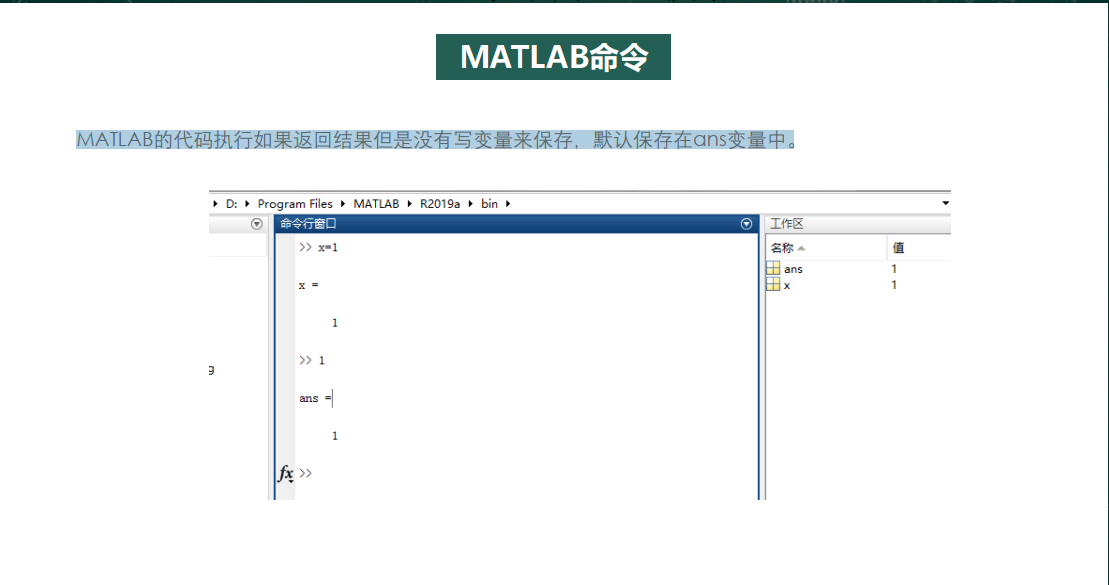 MATLAB命令
MATLAB的代码执行如果返回结果但是没有写变量来保存，默认保存在ans变量中。
D: Program Files MATLAB R2019a bin
命令行窗口
>> x=1
x =
1
>> 1
ans =
1
fx >>
g
工作区
名称 值
ans 1
x 1